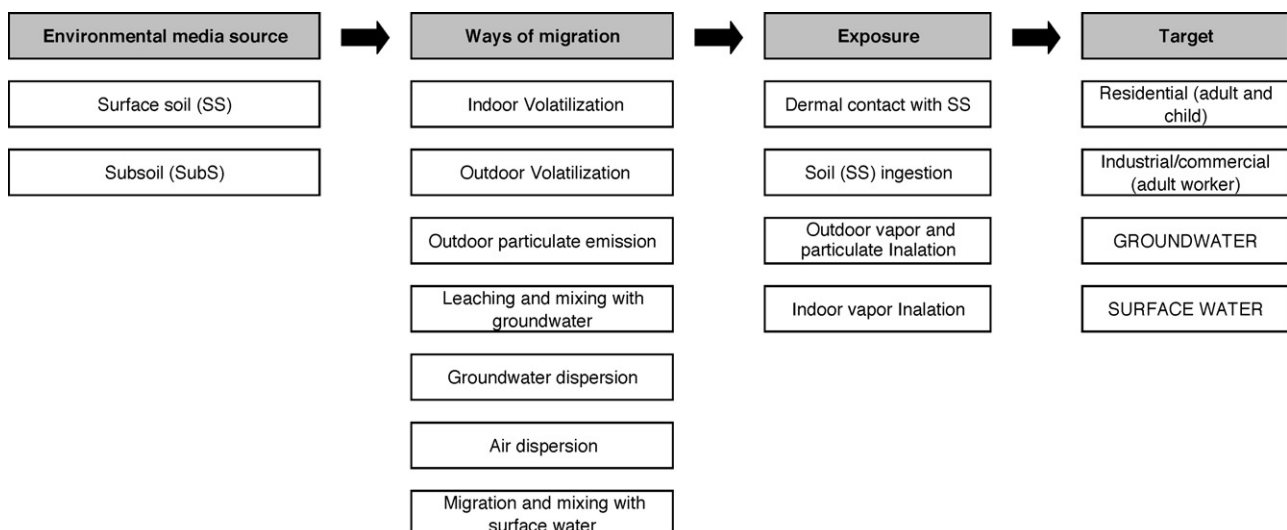 Environmental media source
Surface soil (SS)
Subsoil (SubS)
Ways of migration
Indoor Volatilization
Outdoor Volatilization
Outdoor particulate emission
Leaching and mixing with
groundwater
Groundwater dispersion
Air dispersion
Migration and mixing with
surface water
Exposure
Dermal contact with SS
Soil (SS) ingestion
Outdoor vapor and
particulate Inalation
Indoor vapor Inalation
Target
Residential (adult and
child)
Industrial/commercial
(adult worker)
GROUNDWATER
SURFACE WATER